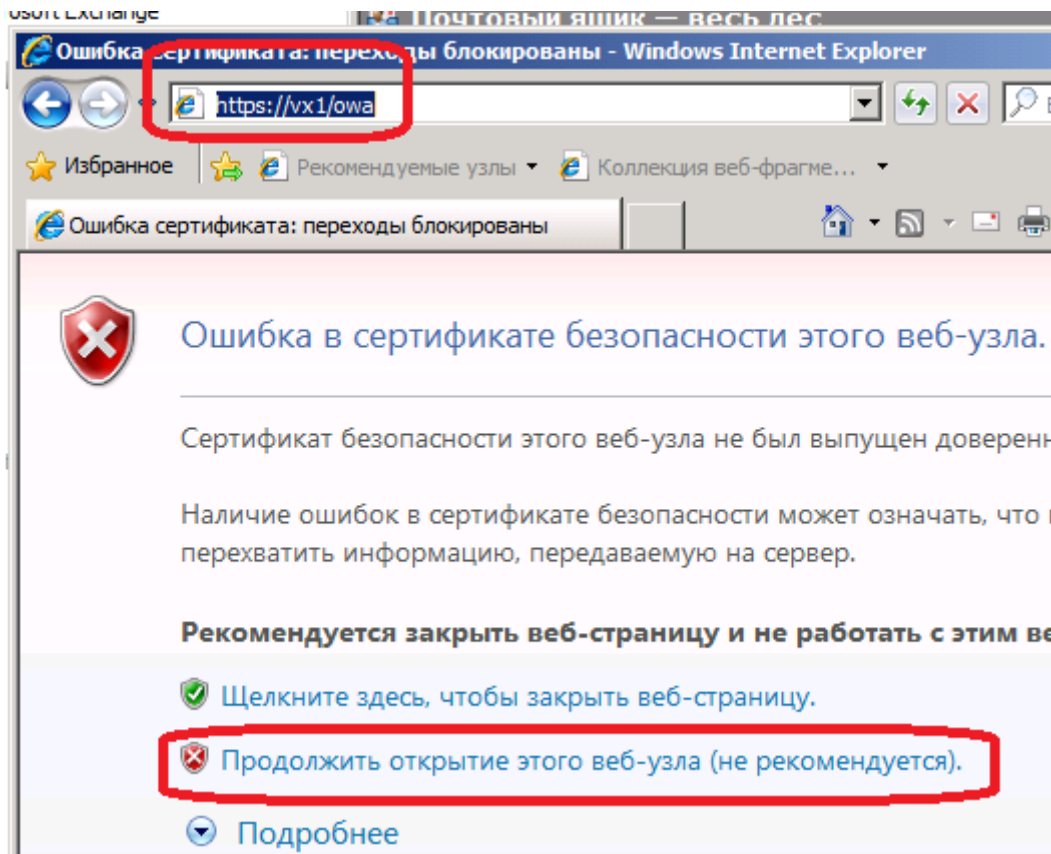 osoft Exchange
Почтовый ящик — весь лес
Ошибка сертификата: переходы блокированы - Windows Internet Explorer
https://vx1/owa
Избранное Рекомендуемые узлы Коллекция веб-фрагме...
Ошибка сертификата: переходы блокированы
Ошибка в сертификате безопасности этого веб-узла.
Сертификат безопасности этого веб-узла не был выпущен доверенн
Наличие ошибок в сертификате безопасности может означать, что
перехватить информацию, передаваемую на сервер.
Рекомендуется закрыть веб-страницу и не работать с этим ве
Щелкните здесь, чтобы закрыть веб-страницу.
Продолжить открытие этого веб-узла (не рекомендуется).
Подробнее